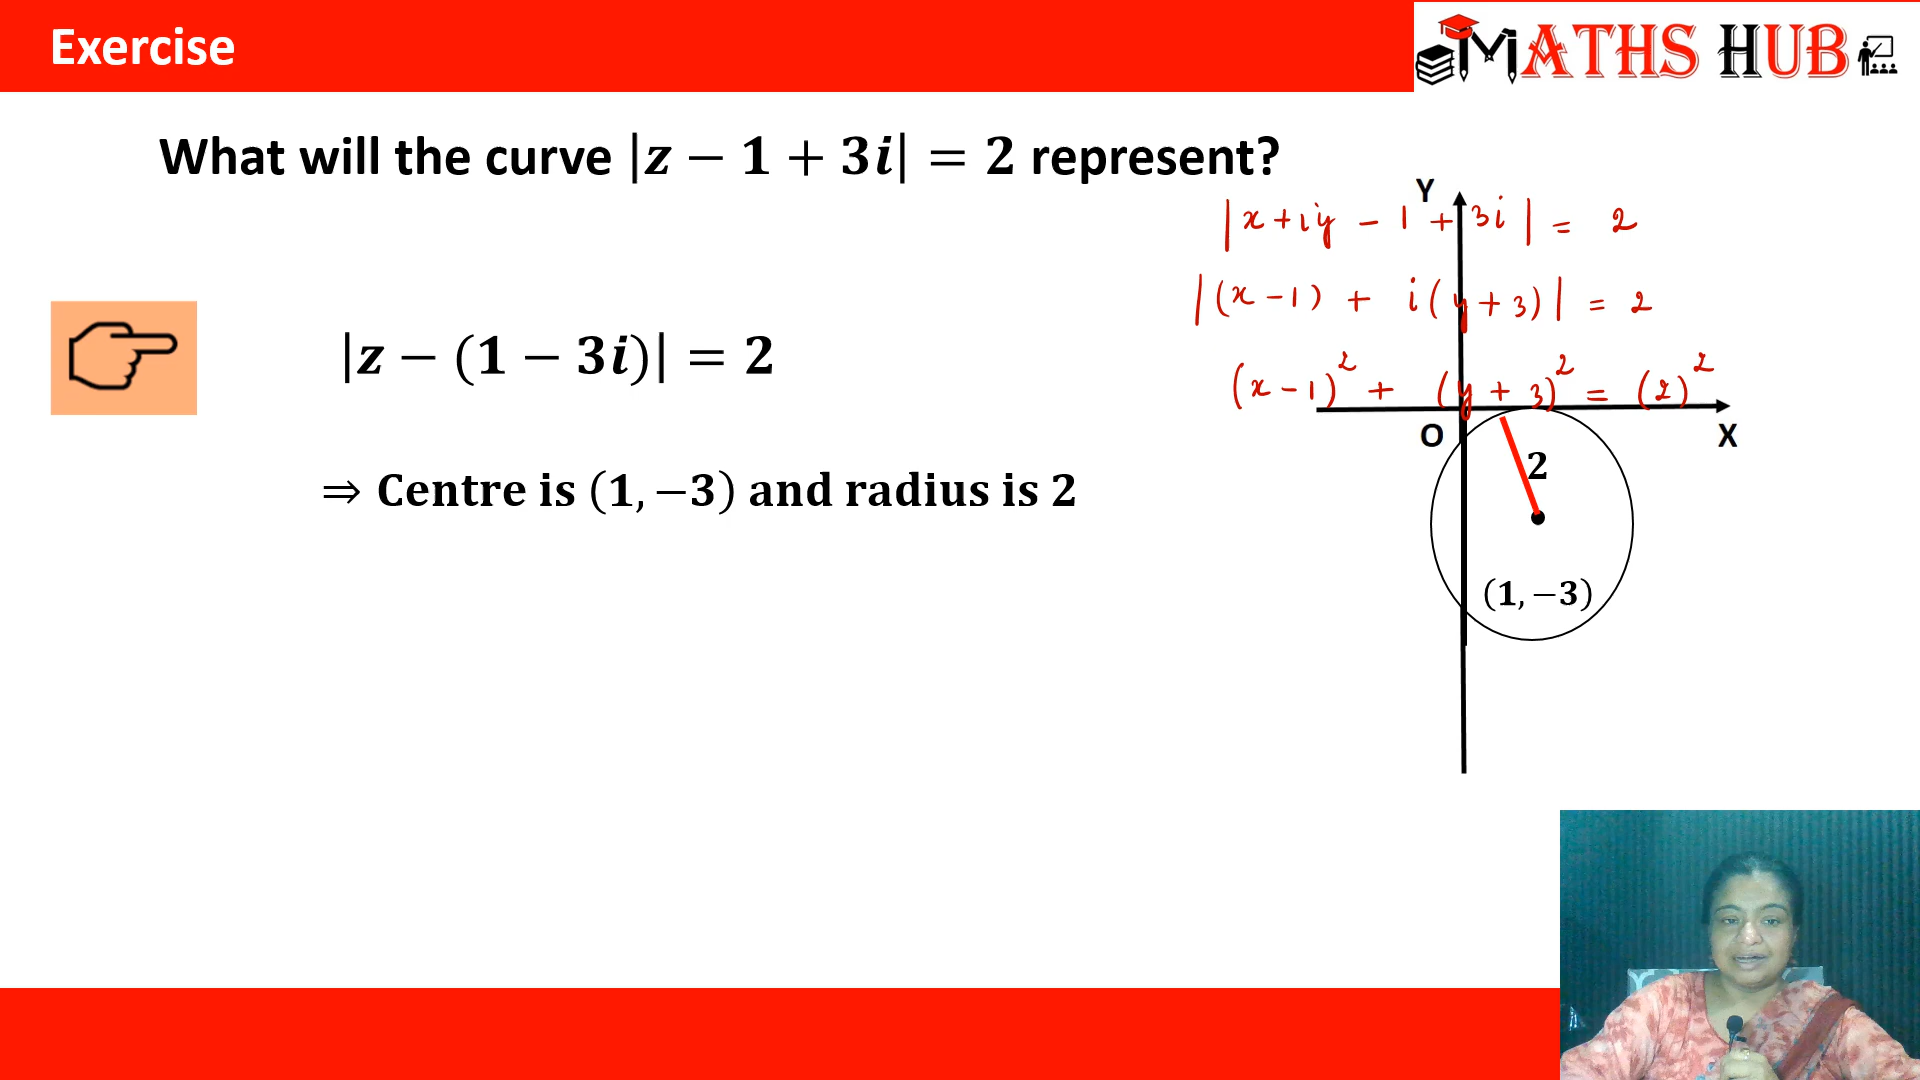 Exercise
MATHS HUB
What will the curve |z − 1 + 3i| = 2 represent?
Y
|x + iy − 1 + 3i| = 2
|(x − 1) + i(y + 3)| = 2
|z − (1 − 3i)| = 2
(x − 1)² + (y + 3)² = (2)²
O
X
2
⇒ Centre is (1, −3) and radius is 2
(1, −3)